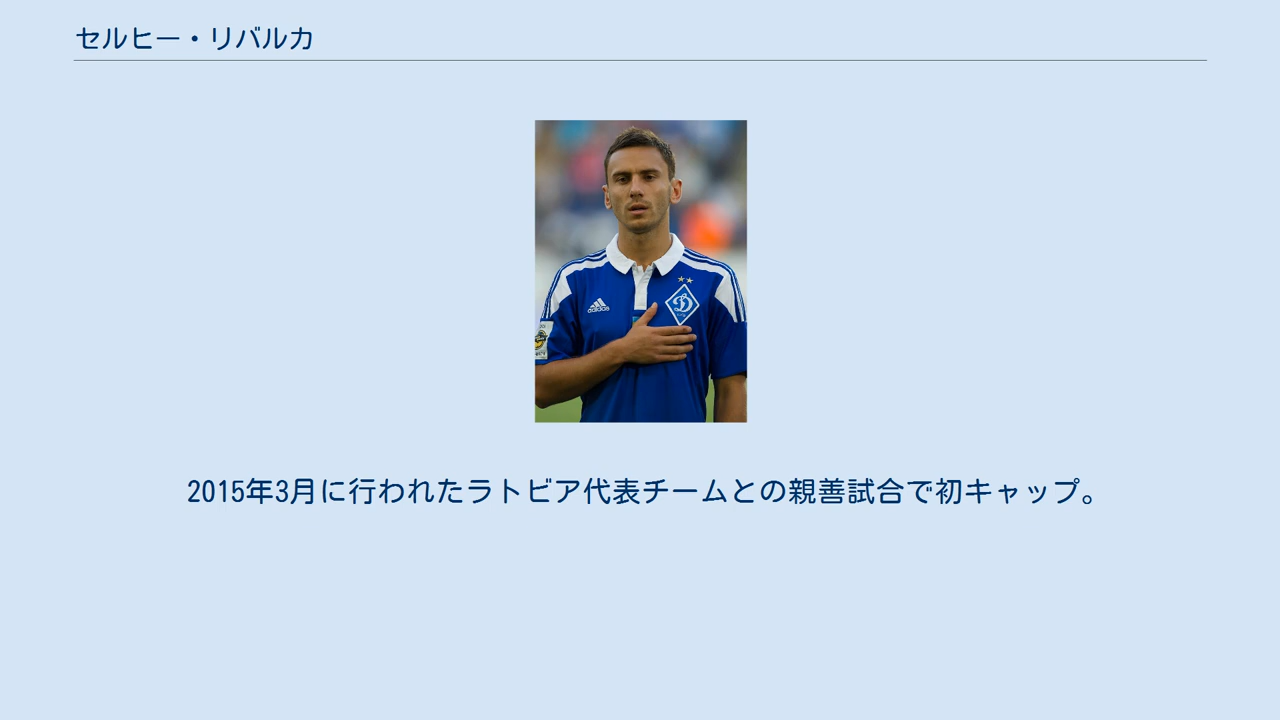 セルヒー・リバルカ
adidas
2015年3月に行われたラトビア代表チームとの親善試合で初キャップ。